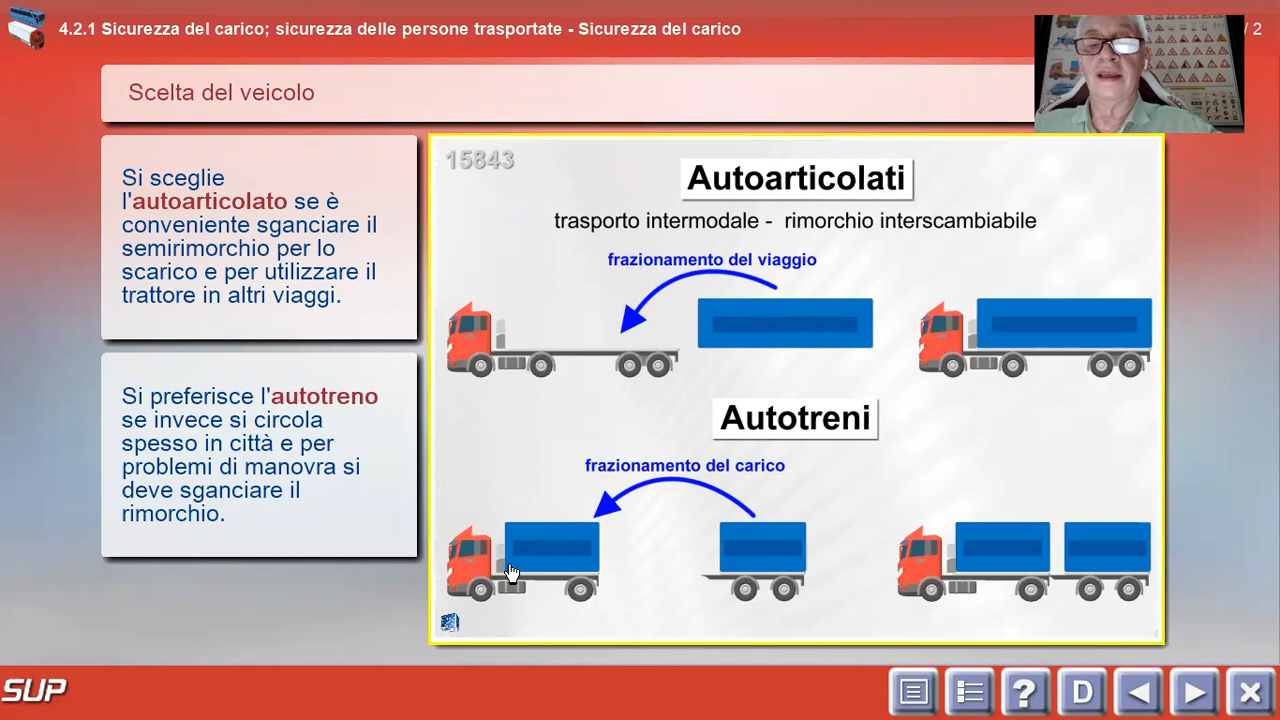 4.2.1 Sicurezza del carico; sicurezza delle persone trasportate - Sicurezza del carico
/ 2
Scelta del veicolo
Si sceglie
l'autoarticolato se è
conveniente sganciare il
semirimorchio per lo
scarico e per utilizzare il
trattore in altri viaggi.
Si preferisce l'autotreno
se invece si circola
spesso in città e per
problemi di manovra si
deve sganciare il
rimorchio.
15843
Autoarticolati
trasporto intermodale - rimorchio interscambiabile
frazionamento del viaggio
Autotreni
frazionamento del carico
SUP
?
D